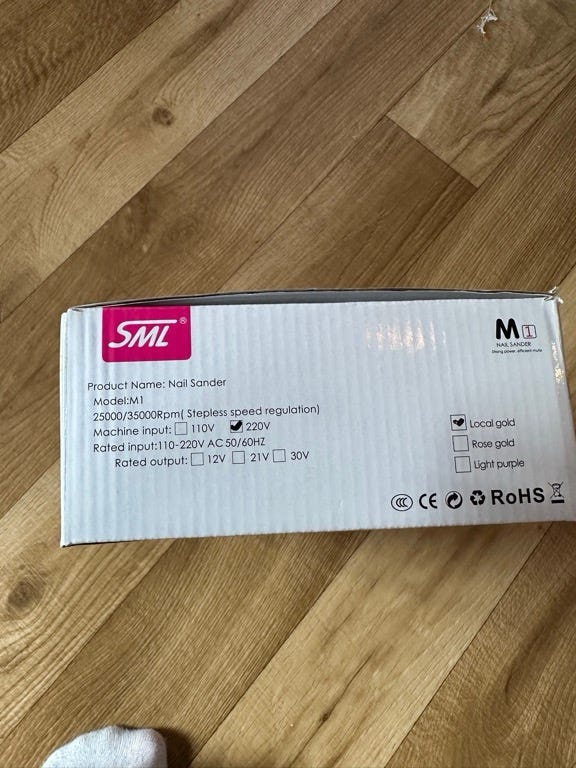 SML®
M1
NAIL SANDER
Strong power, efficient mute
Product Name: Nail Sander
Model:M1
25000/35000Rpm( Stepless speed regulation)
Machine input: 110V 220V
Rated input:110-220V AC 50/60HZ
Rated output: 12V 21V 30V
Local gold
Rose gold
Light purple
CCC CE RoHS